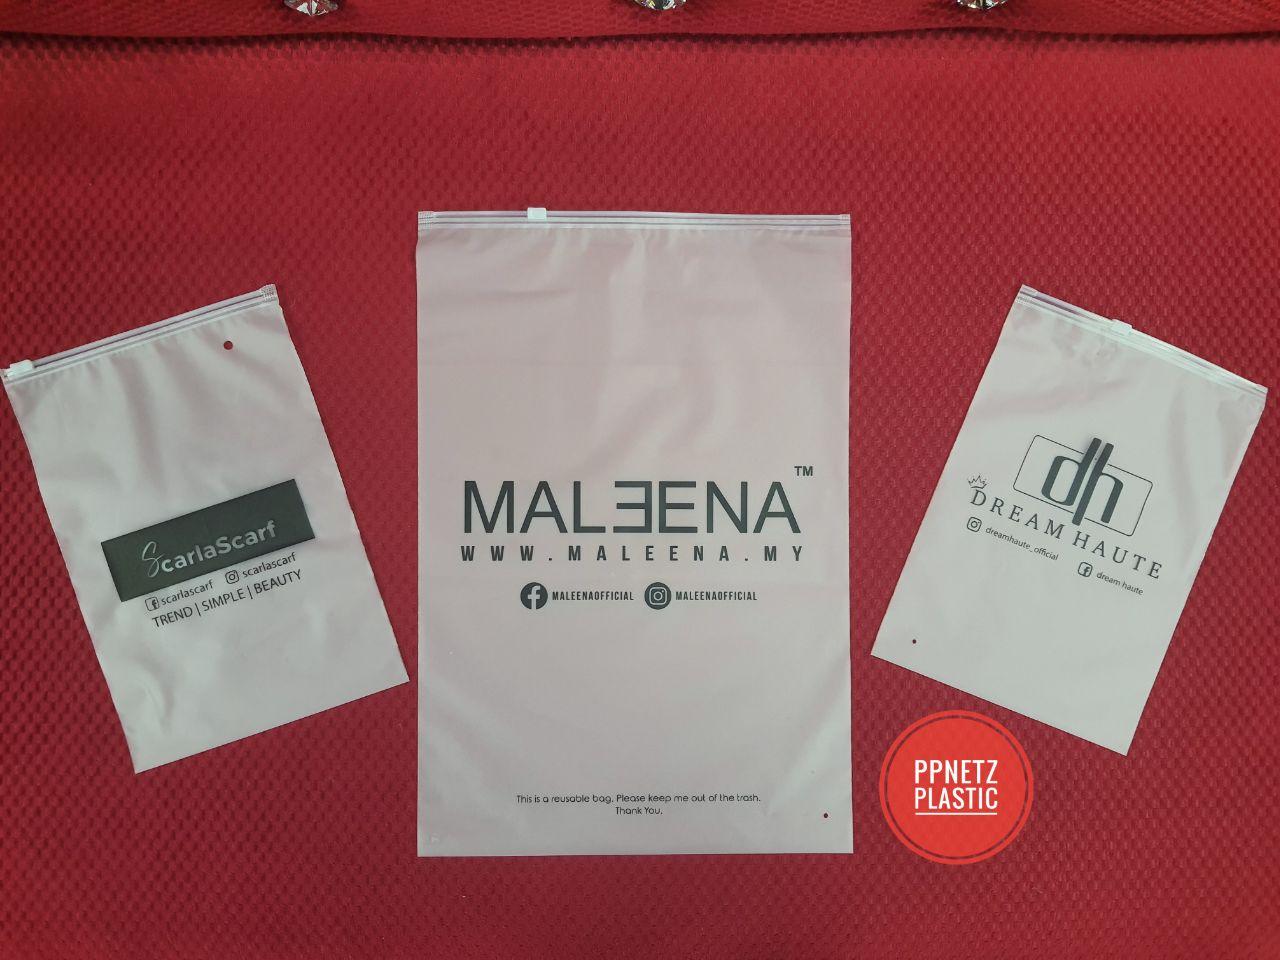 ScarlaScarf
scarlascarf scarlascarf
TREND | SIMPLE | BEAUTY
MALƎENA™
WWW.MALEENA.MY
MALEENAOFFICIAL MALEENAOFFICIAL
This is a reusable bag. Please keep me out of the trash.
Thank You.
dh
DREAM HAUTE
dreamhaute_official
dream haute
PPNETZ
PLASTIC